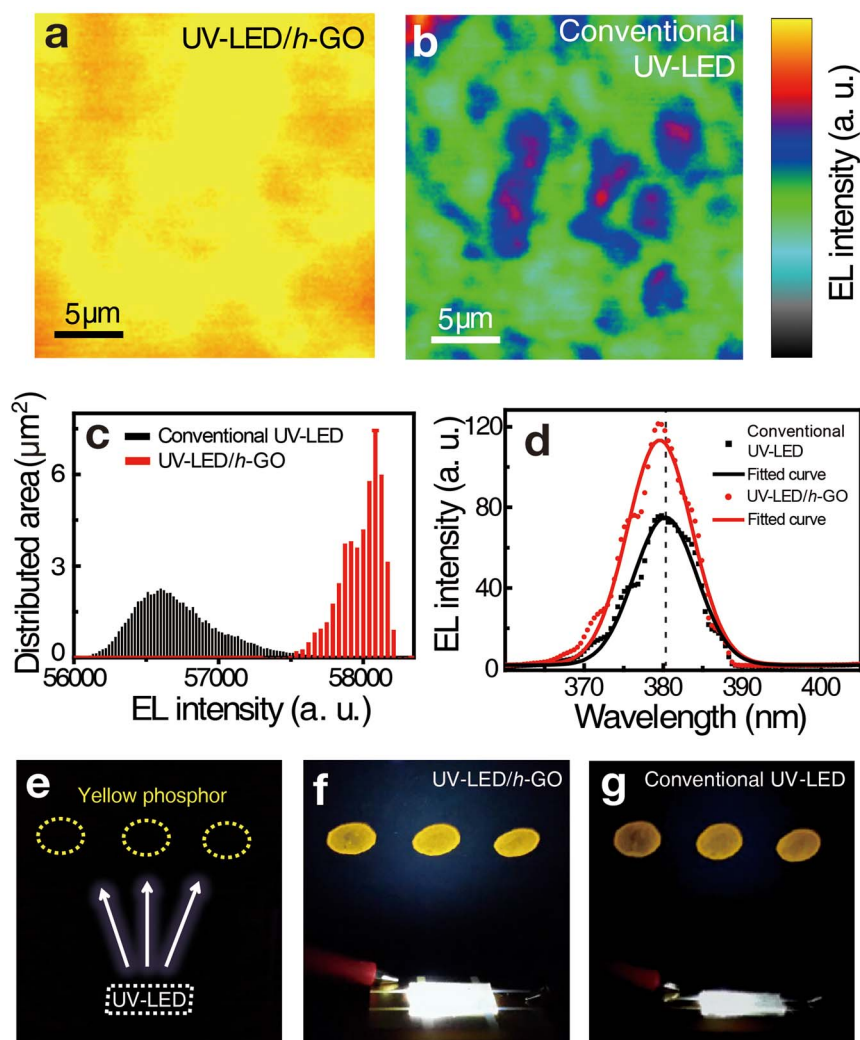 a
UV-LED/h-GO
5μm
b
Conventional
UV-LED
5μm
EL intensity (a. u.)
c
Conventional UV-LED
UV-LED/h-GO
Distributed area (μm²)
7
3
0
56000
57000
58000
EL intensity (a. u.)
d
Conventional
UV-LED
Fitted curve
UV-LED/h-GO
Fitted curve
EL intensity (a. u.)
120
80
40
0
370
380
390
400
Wavelength (nm)
e
Yellow phosphor
UV-LED
f
UV-LED/h-GO
g
Conventional UV-LED